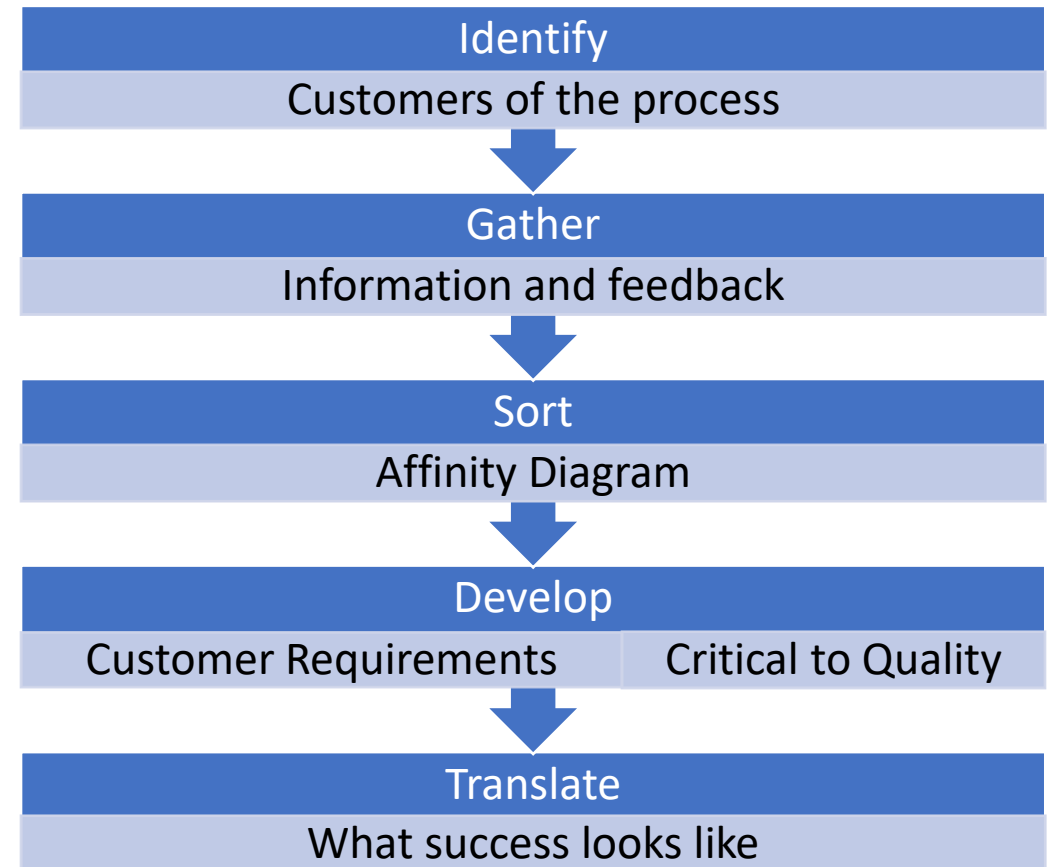 Identify
Customers of the process
Gather
Information and feedback
Sort
Affinity Diagram
Develop
Customer Requirements
Critical to Quality
Translate
What success looks like